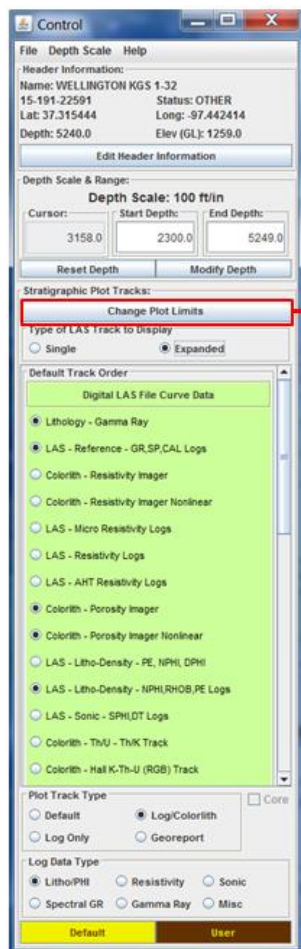 Control
File Depth Scale Help
Header Information:
Name: WELLINGTON KGS 1-32
15-191-22591 Status: OTHER
Lat: 37.315444 Long: -97.442414
Depth: 5240.0 Elev (GL): 1259.0
Edit Header Information
Depth Scale & Range:
Depth Scale: 100 ft/in
Cursor: Start Depth: End Depth:
3158.0 2300.0 5249.0
Reset Depth Modify Depth
Stratigraphic Plot Tracks:
Change Plot Limits
Type of LAS Track to Display
Single Expanded
Default Track Order
Digital LAS File Curve Data
Lithology - Gamma Ray
LAS - Reference - GR,SP,CAL Logs
Colorlith - Resistivity Imager
Colorlith - Resistivity Imager Nonlinear
LAS - Micro Resistivity Logs
LAS - Resistivity Logs
LAS - AHT Resistivity Logs
Colorlith - Porosity Imager
Colorlith - Porosity Imager Nonlinear
LAS - Litho-Density - PE, NPHI, DPHI
LAS - Litho-Density - NPHI,RHOB,PE Logs
LAS - Sonic - SPHI,DT Logs
Colorlith - Th/U - Th/K Track
Colorlith - Hall K-Th-U (RGB) Track
Plot Track Type
Core
Default Log/Colorlith
Log Only Georeport
Log Data Type
Litho/PHI Resistivity Sonic
Spectral GR Gamma Ray Misc
Default User